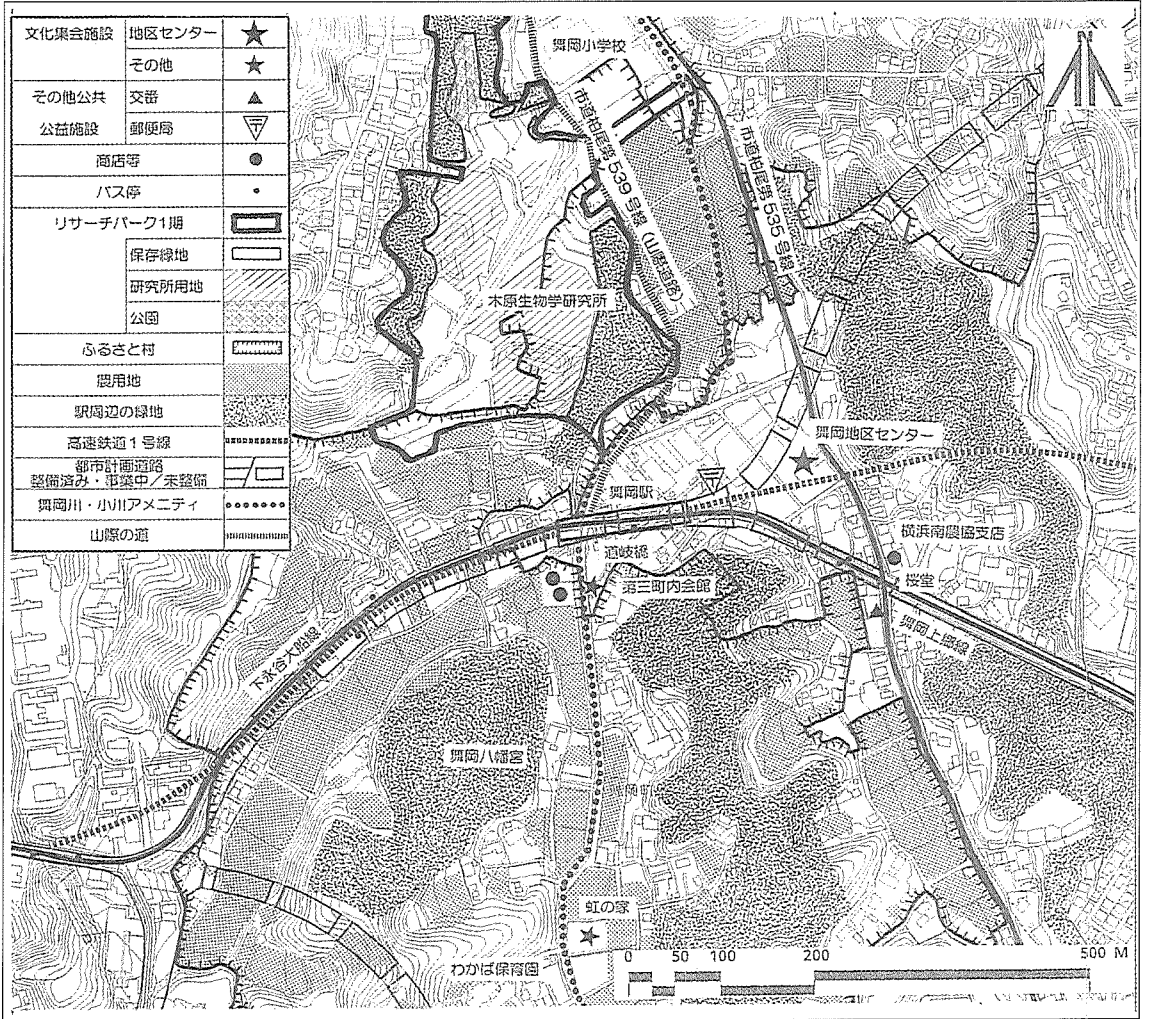 文化集会施設 地区センター
その他
その他公共 交番
公益施設 郵便局
商店等
バス停
リサーチパーク1期
保存緑地
研究所用地
公園
ふるさと村
農用地
駅周辺の緑地
高速鉄道1号線
都市計画道路
整備済み・事業中/未整備
舞岡川・小川アメニティ
山際の道
舞岡小学校
市道柏尾第539号線(山際道路)
市道柏尾第535号線
木原生物学研究所
舞岡地区センター
舞岡駅
横浜南農協支店
道岐橋
第三町内会館
桜堂
舞岡上郷線
下永谷大船線
舞岡八幡宮
虹の家
わかば保育園
0 50 100 200 500 M